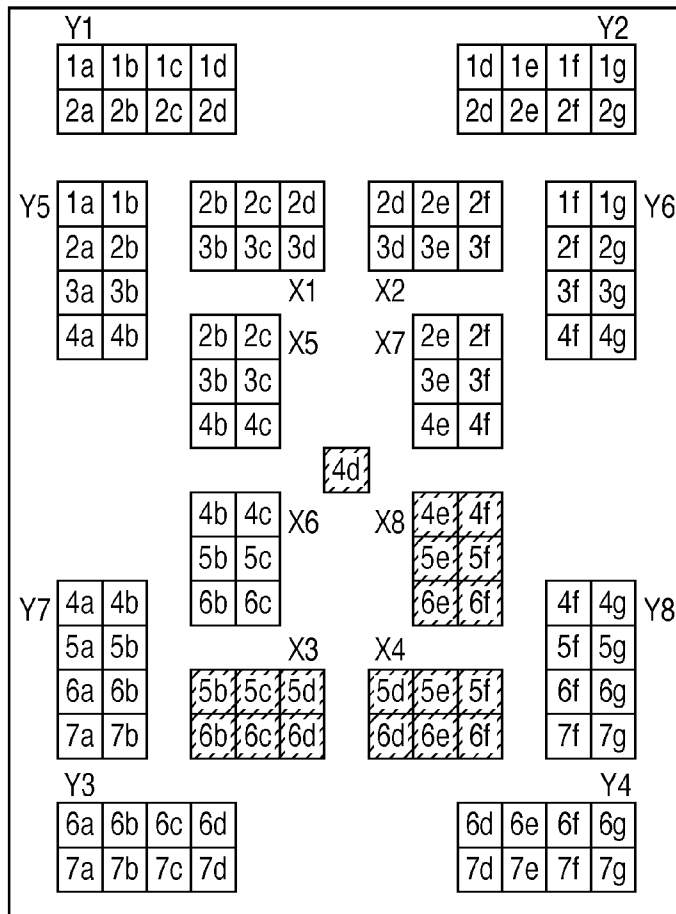 Y1 Y2
1a 1b 1c 1d 1d 1e 1f 1g
2a 2b 2c 2d 2d 2e 2f 2g
Y5 1a 1b 2b 2c 2d 2d 2e 2f 1f 1g Y6
2a 2b 3b 3c 3d 3d 3e 3f 2f 2g
3a 3b X1 X2 3f 3g
4a 4b 2b 2c X5 X7 2e 2f 4f 4g
3b 3c 3e 3f
4b 4c 4e 4f
4d
4b 4c X6 X8 4e 4f
5b 5c 5e 5f
Y7 4a 4b 6b 6c 6e 6f 4f 4g Y8
5a 5b X3 X4 5f 5g
6a 6b 5b 5c 5d 5d 5e 5f 6f 6g
7a 7b 6b 6c 6d 6d 6e 6f 7f 7g
Y3 Y4
6a 6b 6c 6d 6d 6e 6f 6g
7a 7b 7c 7d 7d 7e 7f 7g